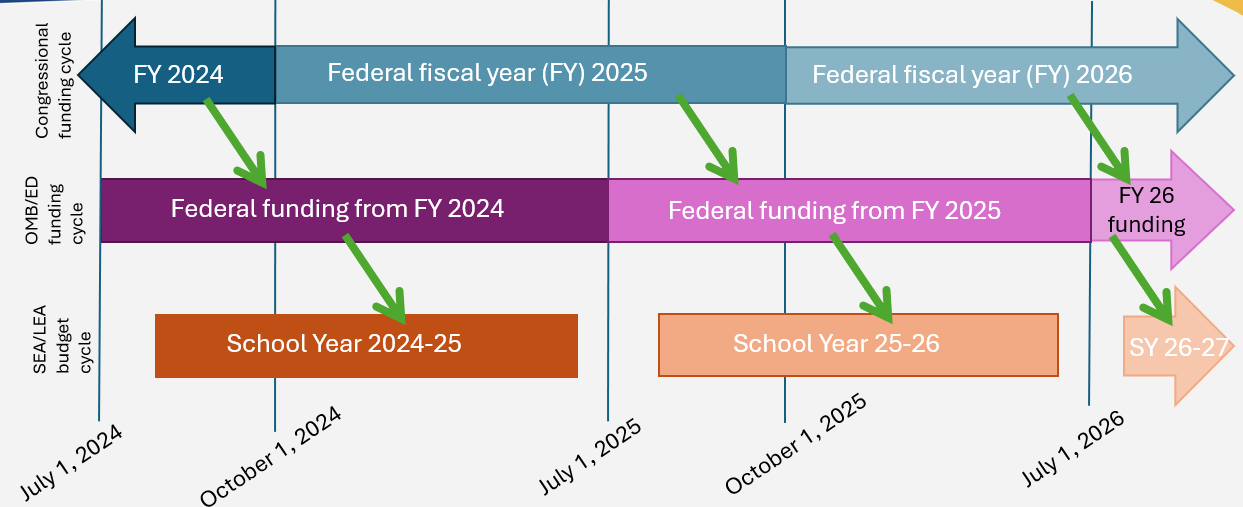 Congressional
funding cycle
FY 2024
Federal fiscal year (FY) 2025
Federal fiscal year (FY) 2026
OMB/ED
funding
cycle
Federal funding from FY 2024
Federal funding from FY 2025
FY 26
funding
SEA/LEA
budget
cycle
School Year 2024-25
School Year 25-26
SY 26-27
July 1, 2024
October 1, 2024
July 1, 2025
October 1, 2025
July 1, 2026